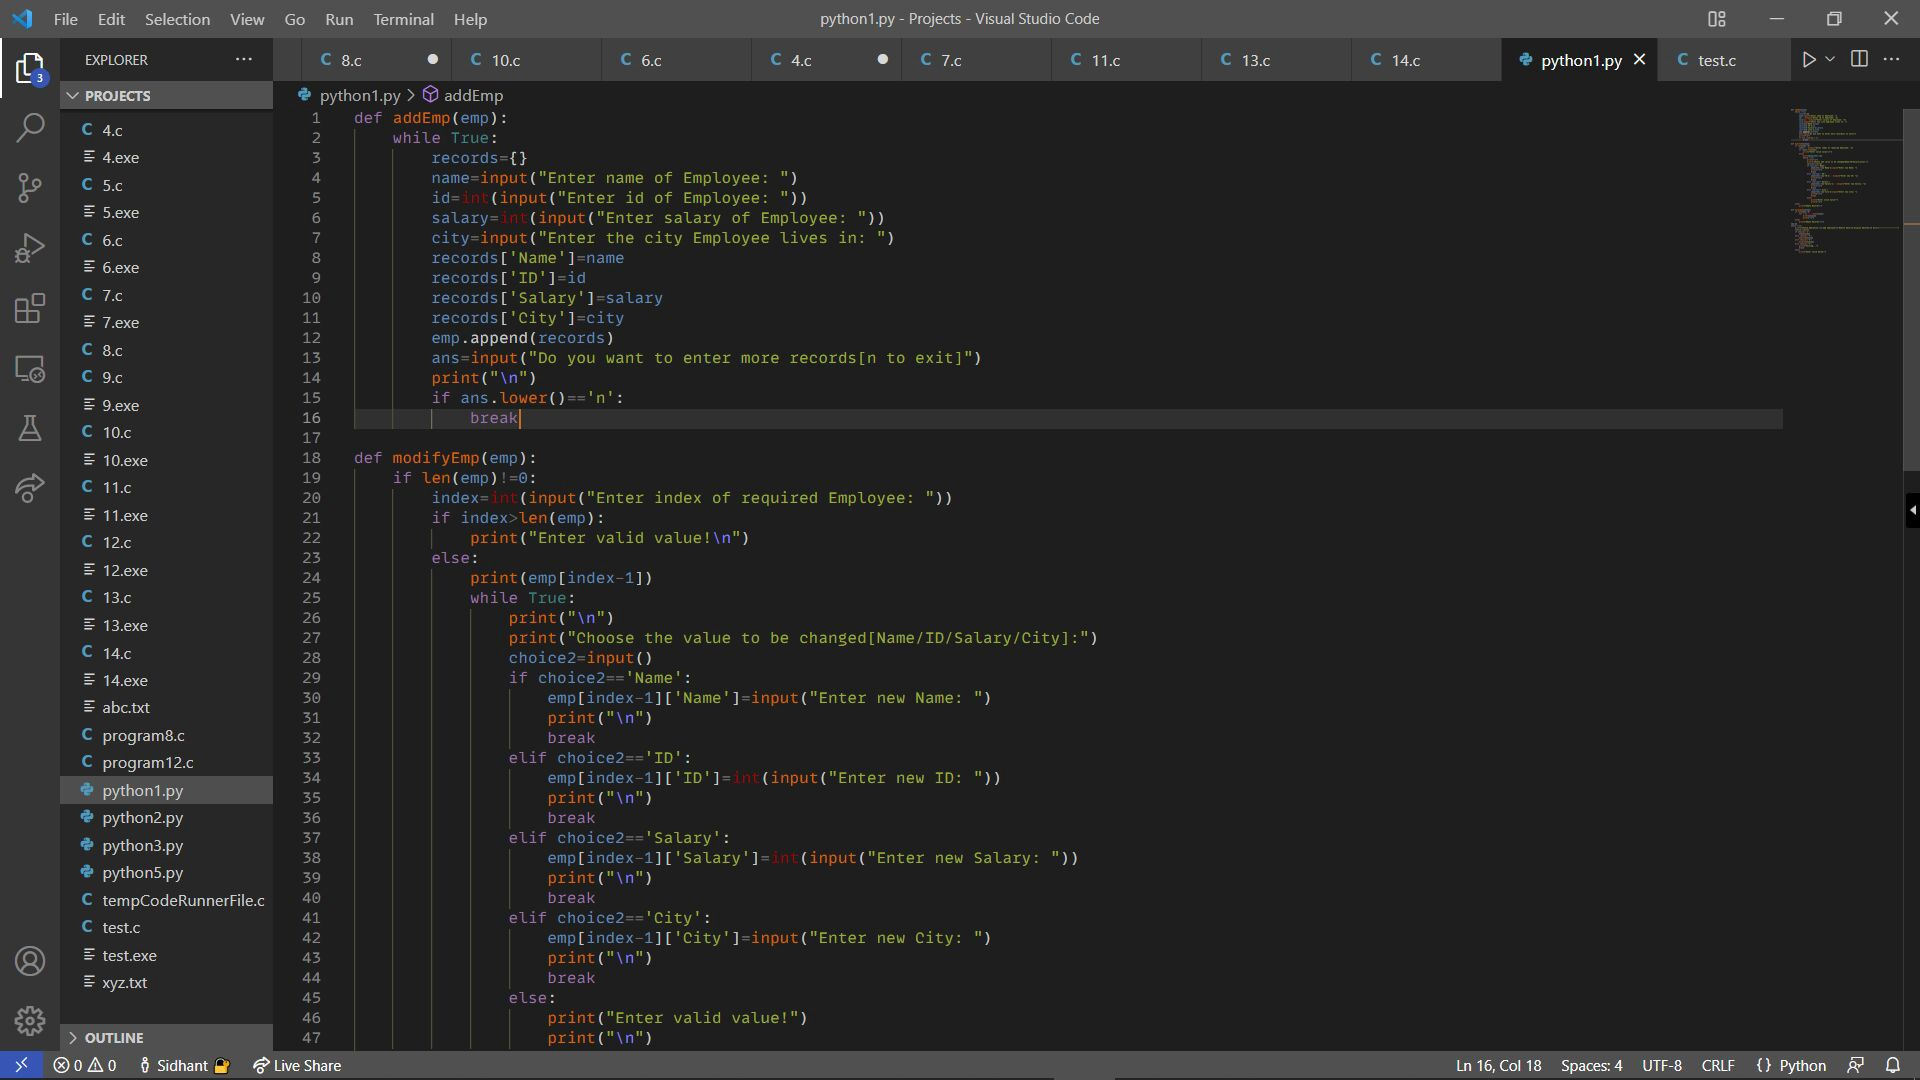 File Edit Selection View Go Run Terminal Help
python1.py - Projects - Visual Studio Code
EXPLORER
8.c 10.c 6.c 4.c 7.c 11.c 13.c 14.c python1.py test.c
3
PROJECTS
4.c
4.exe
5.c
5.exe
6.c
6.exe
7.c
7.exe
8.c
9.c
9.exe
10.c
10.exe
11.c
11.exe
12.c
12.exe
13.c
13.exe
14.c
14.exe
abc.txt
program8.c
program12.c
python1.py
python2.py
python3.py
python5.py
tempCodeRunnerFile.c
test.c
test.exe
xyz.txt
OUTLINE
python1.py > addEmp
1 def addEmp(emp):
2     while True:
3         records={}
4         name=input("Enter name of Employee: ")
5         id=int(input("Enter id of Employee: "))
6         salary=int(input("Enter salary of Employee: "))
7         city=input("Enter the city Employee lives in: ")
8         records['Name']=name
9         records['ID']=id
10         records['Salary']=salary
11         records['City']=city
12         emp.append(records)
13         ans=input("Do you want to enter more records[n to exit]")
14         print("\n")
15         if ans.lower()=='n':
16             break
17
18 def modifyEmp(emp):
19     if len(emp)!=0:
20         index=int(input("Enter index of required Employee: "))
21         if index>len(emp):
22             print("Enter valid value!\n")
23         else:
24             print(emp[index-1])
25             while True:
26                 print("\n")
27                 print("Choose the value to be changed[Name/ID/Salary/City]:")
28                 choice2=input()
29                 if choice2=='Name':
30                     emp[index-1]['Name']=input("Enter new Name: ")
31                     print("\n")
32                     break
33                 elif choice2=='ID':
34                     emp[index-1]['ID']=int(input("Enter new ID: "))
35                     print("\n")
36                     break
37                 elif choice2=='Salary':
38                     emp[index-1]['Salary']=int(input("Enter new Salary: "))
39                     print("\n")
40                     break
41                 elif choice2=='City':
42                     emp[index-1]['City']=input("Enter new City: ")
43                     print("\n")
44                     break
45                 else:
46                     print("Enter valid value!")
47                     print("\n")
0 0 Sidhant Live Share
Ln 16, Col 18 Spaces: 4 UTF-8 CRLF {} Python